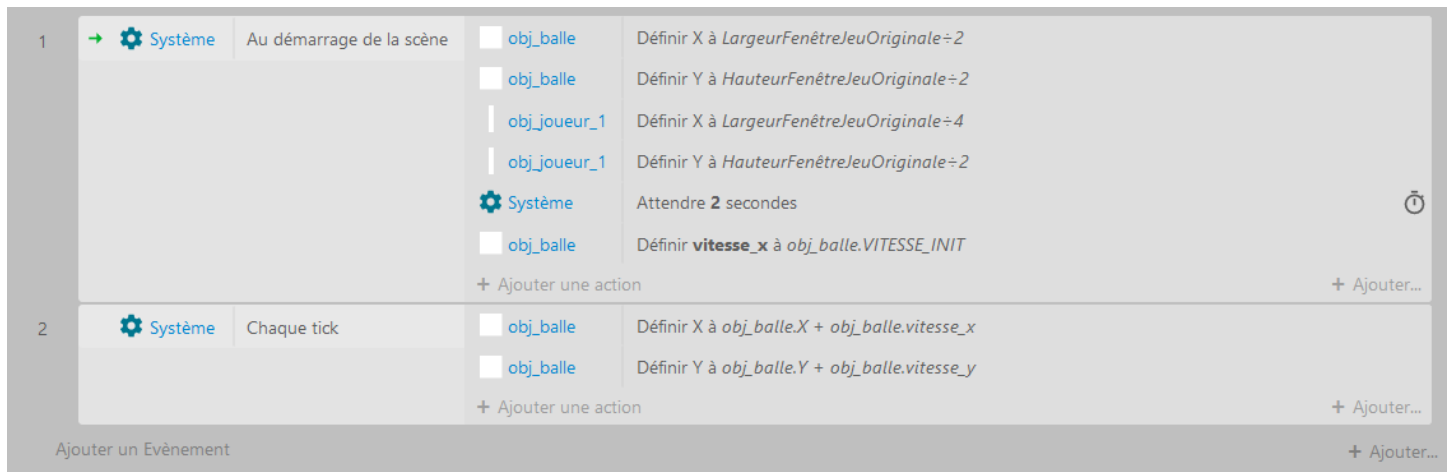 1 Système Au démarrage de la scène obj_balle Définir X à LargeurFenêtreJeuOriginale÷2
obj_balle Définir Y à HauteurFenêtreJeuOriginale÷2
obj_joueur_1 Définir X à LargeurFenêtreJeuOriginale÷4
obj_joueur_1 Définir Y à HauteurFenêtreJeuOriginale÷2
Système Attendre 2 secondes
obj_balle Définir vitesse_x à obj_balle.VITESSE_INIT
+ Ajouter une action + Ajouter...
2 Système Chaque tick obj_balle Définir X à obj_balle.X + obj_balle.vitesse_x
obj_balle Définir Y à obj_balle.Y + obj_balle.vitesse_y
+ Ajouter une action + Ajouter...
Ajouter un Evènement + Ajouter...